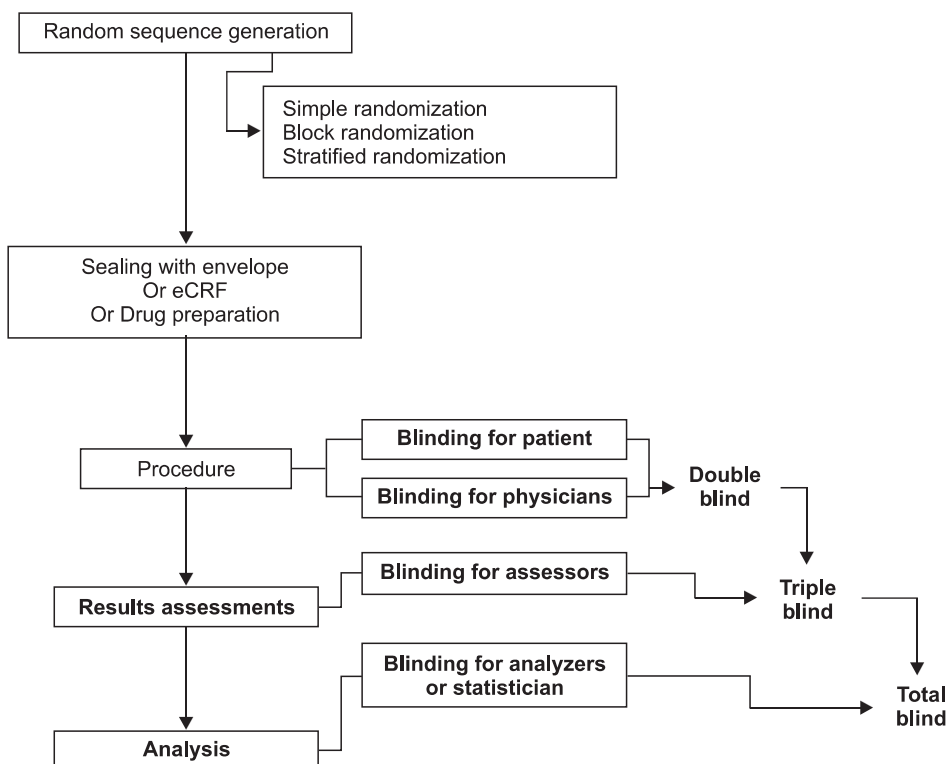 Random sequence generation
Simple randomization
Block randomization
Stratified randomization
Sealing with envelope
Or eCRF
Or Drug preparation
Blinding for patient
Procedure
Blinding for physicians
Double
blind
Blinding for assessors
Results assessments
Triple
blind
Blinding for analyzers
or statistician
Total
blind
Analysis